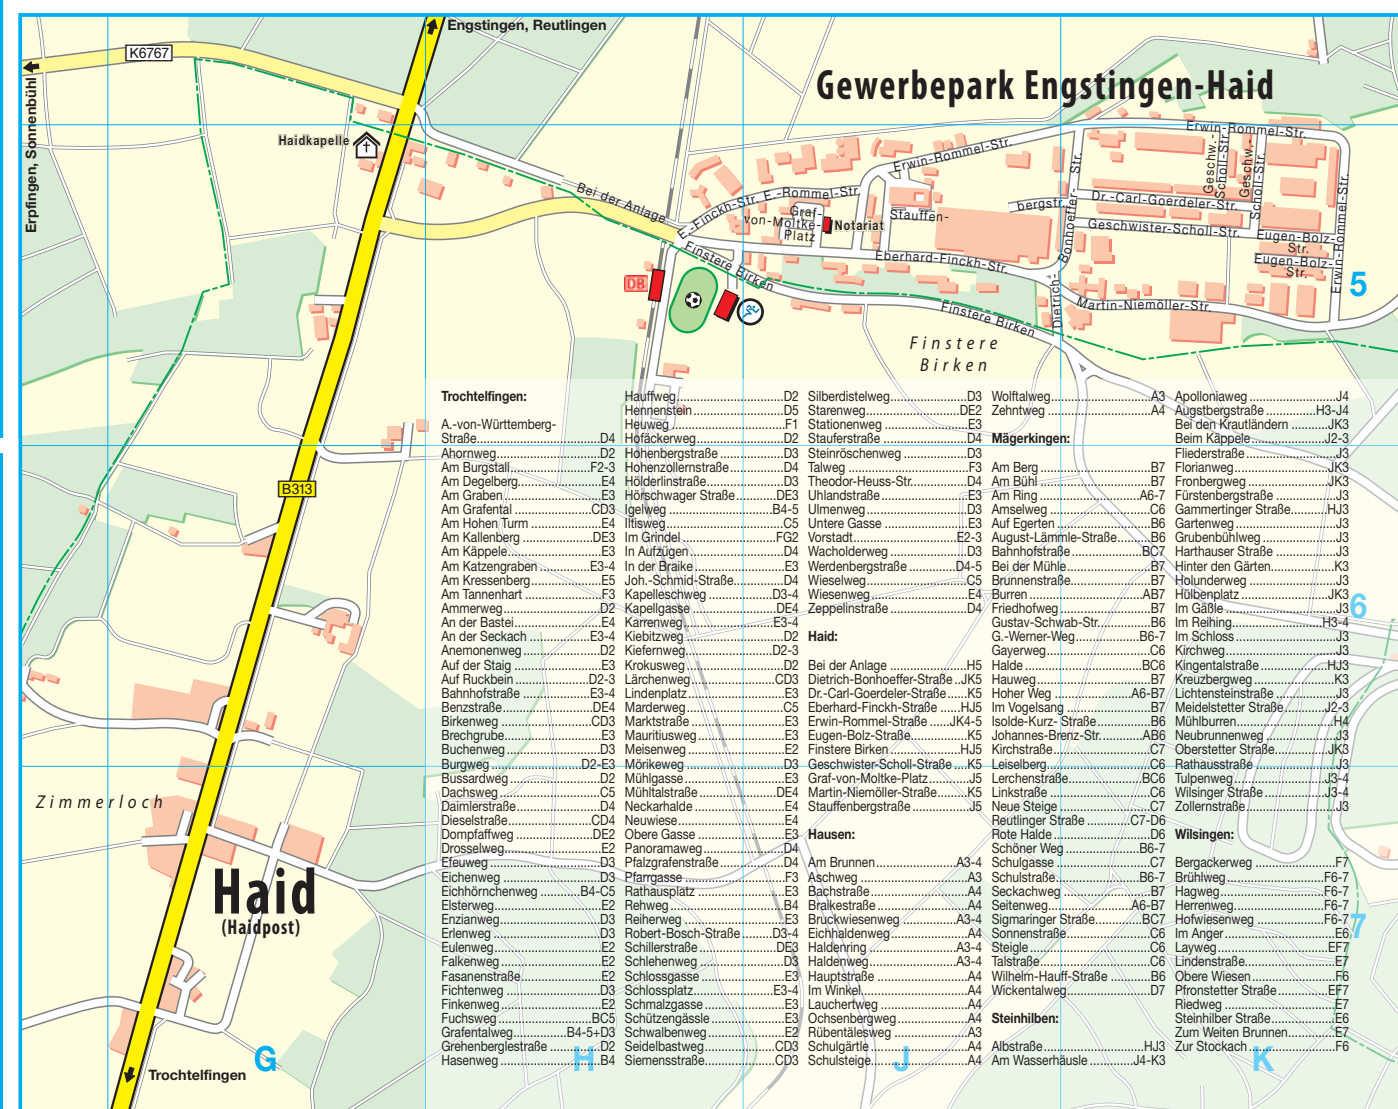 Engstingen, Reutlingen
K6767
Erpfingen, Sonnenbühl
Gewerbepark Engstingen-Haid
Haidkapelle
Bei der Anlage
E.-Finckh-Str.
E.-Rommel-Str.
Erwin-Rommel-Str.
Erwin-Rommel-Str.
Erwin-Rommel-Str.
Graf-
von-Moltke-
Platz
Notariat
Stauffen-
bergstr.
Dietrich-
Bonhoeffer-
Str.
Geschw.-
Scholl-Str.
Geschw.-
Scholl-Str.
Dr.-Carl-Goerdeler-Str.
Geschwister-Scholl-Str.
Eugen-Bolz-
Str.
Eugen-Bolz-
Str.
Eberhard-Finckh-Str.
Martin-Niemöller-Str.
Finstere Birken
Finstere Birken
DB
Finstere
Birken
5
B313
6
Zimmerloch
Haid
(Haidpost)
7
Trochtelfingen
G
H
J
K
Trochtelfingen:
A.-von-Württemberg-
Straße D4
Ahornweg D2
Am Burgstall F2-3
Am Degelberg E4
Am Graben E3
Am Grafental CD3
Am Hohen Turm E4
Am Kallenberg DE3
Am Käppele E3
Am Katzengraben E3-4
Am Kressenberg E5
Am Tannenhart F3
Ammerweg D2
An der Bastei E4
An der Seckach E3-4
Anemonenweg D2
Auf der Staig E3
Auf Ruckbein D2-3
Bahnhofstraße E3-4
Benzstraße DE4
Birkenweg CD3
Brechgrube E3
Buchenweg D3
Burgweg D2-E3
Bussardweg D2
Dachsweg C5
Daimlerstraße D4
Dieselstraße CD4
Dompfaffweg DE2
Drosselweg E2
Efeuweg D3
Eichenweg D3
Eichhörnchenweg B4-C5
Elsterweg E2
Enzianweg D3
Erlenweg D3
Eulenweg E2
Falkenweg E2
Fasanenstraße E2
Fichtenweg D3
Finkenweg E2
Fuchsweg BC5
Grafentalweg B4-5+D3
Grehenberglestraße D2
Hasenweg B4
Hauffweg D2
Hennenstein D5
Heuweg F1
Hofäckerweg D2
Hohenbergstraße D3
Hohenzollernstraße D4
Hölderlinstraße D3
Hörschwager Straße DE3
Igelweg B4-5
Iltisweg C5
Im Grindel FG2
In Aufzügen D4
In der Braike E3
Joh.-Schmid-Straße D4
Kapelleschweg D3-4
Kapellgasse DE4
Karrenweg E3-4
Kiebitzweg D2
Kiefernweg D2-3
Krokusweg D2
Lärchenweg CD3
Lindenplatz E3
Marderweg C5
Marktstraße E3
Mauritiusweg E3
Meisenweg E2
Mörikeweg D3
Mühlgasse E3
Mühltalstraße DE4
Neckarhalde E4
Neuwiese E4
Obere Gasse E3
Panoramaweg D4
Pfalzgrafenstraße D4
Pfarrgasse F3
Rathausplatz E3
Rehweg B4
Reiherweg E3
Robert-Bosch-Straße D3-4
Schillerstraße DE3
Schlehenweg D3
Schlossgasse E3
Schlossplatz E3-4
Schmalzgasse E3
Schützengässle E3
Schwalbenweg E2
Seidelbastweg CD3
Siemensstraße CD3
Silberdistelweg D3
Starenweg DE2
Stationenweg E3
Stauferstraße D4
Steinröschenweg D3
Talweg F3
Theodor-Heuss-Str. D4
Uhlandstraße E3
Ulmenweg D3
Untere Gasse E3
Vorstadt E2-3
Wacholderweg D3
Werdenbergstraße D4-5
Wieselweg C5
Wiesenweg E4
Zeppelinstraße D4
Haid:
Bei der Anlage H5
Dietrich-Bonhoeffer-Straße JK5
Dr.-Carl-Goerdeler-Straße K5
Eberhard-Finckh-Straße HJ5
Erwin-Rommel-Straße JK4-5
Eugen-Bolz-Straße K5
Finstere Birken HJ5
Geschwister-Scholl-Straße K5
Graf-von-Moltke-Platz J5
Martin-Niemöller-Straße K5
Stauffenbergstraße J5
Hausen:
Am Brunnen A3-4
Aschweg A3
Bachstraße A4
Braikestraße A4
Bruckwiesenweg A3-4
Eichhaldenweg A4
Haldenring A3-4
Haldenweg A3-4
Hauptstraße A4
Im Winkel A4
Lauchertweg A4
Ochsenbergweg A4
Rübentälesweg A3
Schulgärtle A4
Schulsteige A4
Wolftalweg A3
Zehntweg A4
Mägerkingen:
Am Berg B7
Am Bühl B7
Am Ring A6-7
Amselweg C6
Auf Egerten B6
August-Lämmle-Straße B6
Bahnhofstraße BC7
Bei der Mühle B7
Brunnenstraße B7
Burren AB7
Friedhofweg B7
Gustav-Schwab-Str. B6
G.-Werner-Weg B6-7
Gayerweg C6
Halde BC6
Hauweg B7
Hoher Weg A6-B7
Im Vogelsang B7
Isolde-Kurz- Straße B6
Johannes-Brenz-Str. AB6
Kirchstraße C7
Leiselberg C6
Lerchenstraße BC6
Linkstraße C6
Neue Steige C7
Reutlinger Straße C7-D6
Rote Halde D6
Schöner Weg B6-7
Schulgasse C7
Schulstraße B6-7
Seckachweg B7
Seitenweg A6-B7
Sigmaringer Straße BC7
Sonnenstraße C6
Steigle C6
Talstraße C6
Wilhelm-Hauff-Straße B6
Wickentalweg D7
Steinhilben:
Albstraße HJ3
Am Wasserhäusle J4-K3
Apolloniaweg J4
Augstbergstraße H3-J4
Bei den Krautländern JK3
Beim Käppele J2-3
Fliederstraße J3
Florianweg JK3
Fronbergweg JK3
Fürstenbergstraße J3
Gammertinger Straße HJ3
Gartenweg J3
Grubenbühlweg J3
Harthauser Straße J3
Hinter den Gärten K3
Holunderweg J3
Hülbenplatz JK3
Im Gäßle J3
Im Reihing H3-4
Im Schloss J3
Kirchweg J3
Kingentalstraße HJ3
Kreuzbergweg K3
Lichtensteinstraße J3
Meidelstetter Straße J2-3
Mühlburren H4
Neubrunnenweg J3
Oberstetter Straße JK3
Rathausstraße J3
Tulpenweg J3-4
Wilsinger Straße J3-4
Zollernstraße J3
Wilsingen:
Bergackerweg F7
Brühlweg F6-7
Hagweg F6-7
Herrenweg F6-7
Hofwiesenweg F6-7
Im Anger E6
Layweg EF7
Lindenstraße E7
Obere Wiesen F6
Pfronstetter Straße EF7
Riedweg E7
Steinhilber Straße E6
Zum Weiten Brunnen E7
Zur Stockach F6